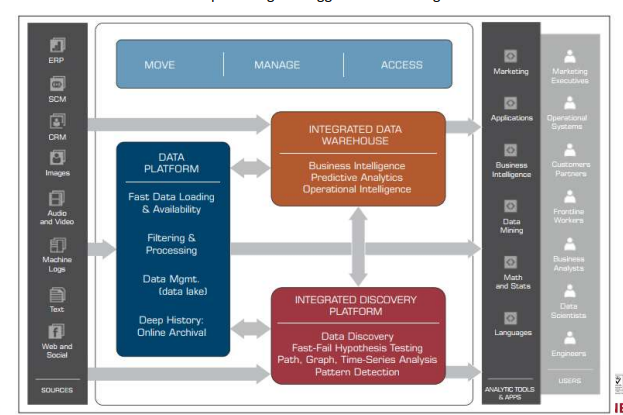 MOVE
MANAGE
ACCESS
ERP
SCM
CRM
Images
Audio
and Video
Machine
Logs
Text
Web and
Social
SOURCES
DATA
PLATFORM
Fast Data Loading
& Availability
Filtering &
Processing
Data Mgmt.
(data lake)
Deep History:
Online Archival
INTEGRATED DATA
WAREHOUSE
Business Intelligence
Predictive Analytics
Operational Intelligence
INTEGRATED DISCOVERY
PLATFORM
Data Discovery
Fast-Fail Hypothesis Testing
Path, Graph, Time-Series Analysis
Pattern Detection
Marketing
Applications
Business
Intelligence
Data
Mining
Math
and Stats
Languages
ANALYTIC TOOLS
& APPS
Marketing
Executives
Operational
Systems
Customers
Partners
Frontline
Workers
Business
Analysts
Data
Scientists
Engineers
USERS